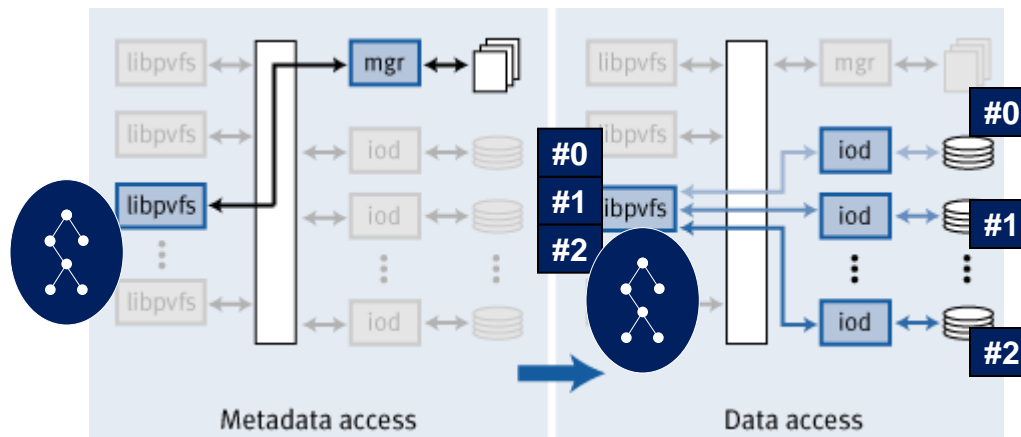 libpvfs
mgr
libpvfs
iod
libpvfs
iod
libpvfs
iod
Metadata access
libpvfs
mgr
#0
libpvfs
iod
#0
#1
#2
ibpvfs
iod
#1
iod
#2
Data access